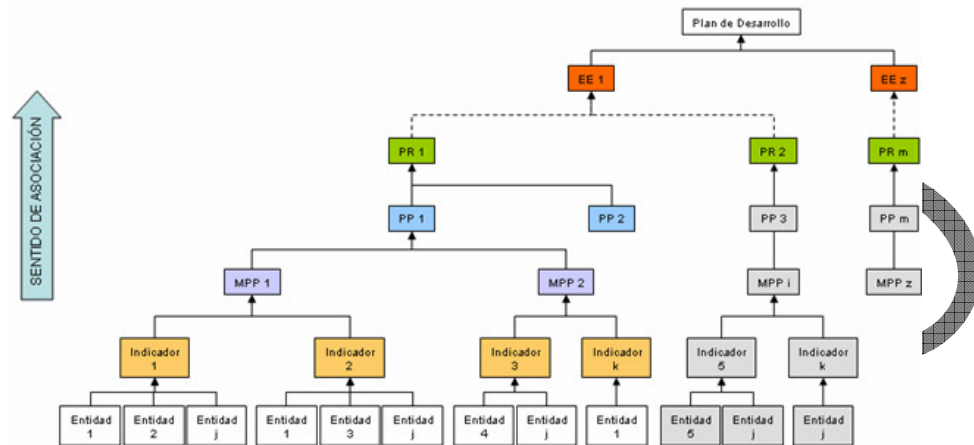 Plan de Desarrollo
EE 1
EE z
SENTIDO DE ASOCIACIÓN
PR 1
PR 2
PR m
PP 1
PP 2
PP 3
PP m
MPP 1
MPP 2
MPP i
MPP z
Indicador
1
Indicador
2
Indicador
3
Indicador
k
Indicador
5
Indicador
k
Entidad
1
Entidad
2
Entidad
j
Entidad
1
Entidad
3
Entidad
j
Entidad
4
Entidad
j
Entidad
1
Entidad
5
Entidad
j
Entidad
j